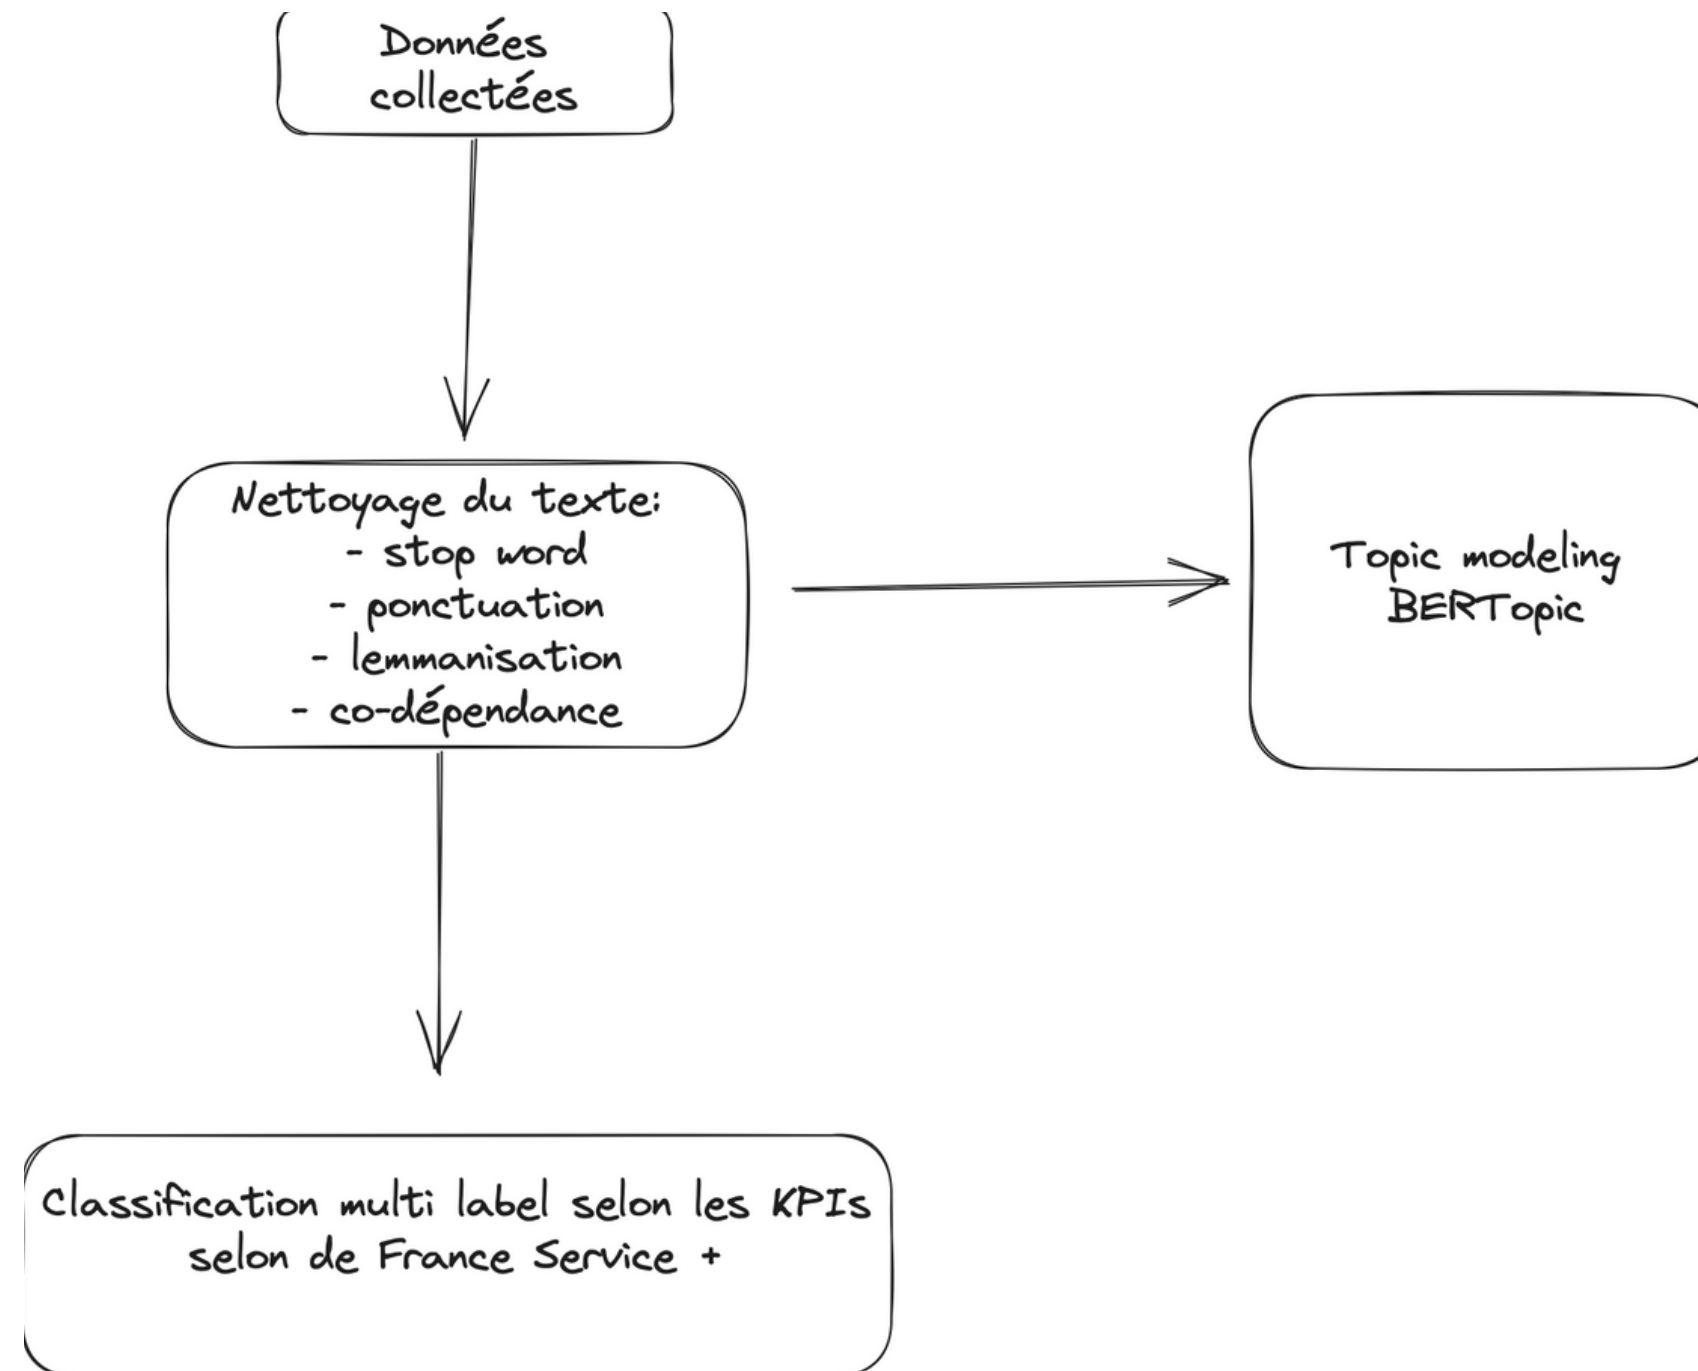 Données
collectées
Nettoyage du texte:
- stop word
- ponctuation
- lemmanisation
- co-dépendance
Topic modeling
BERTopic
Classification multi label selon les KPIs
selon de France Service +